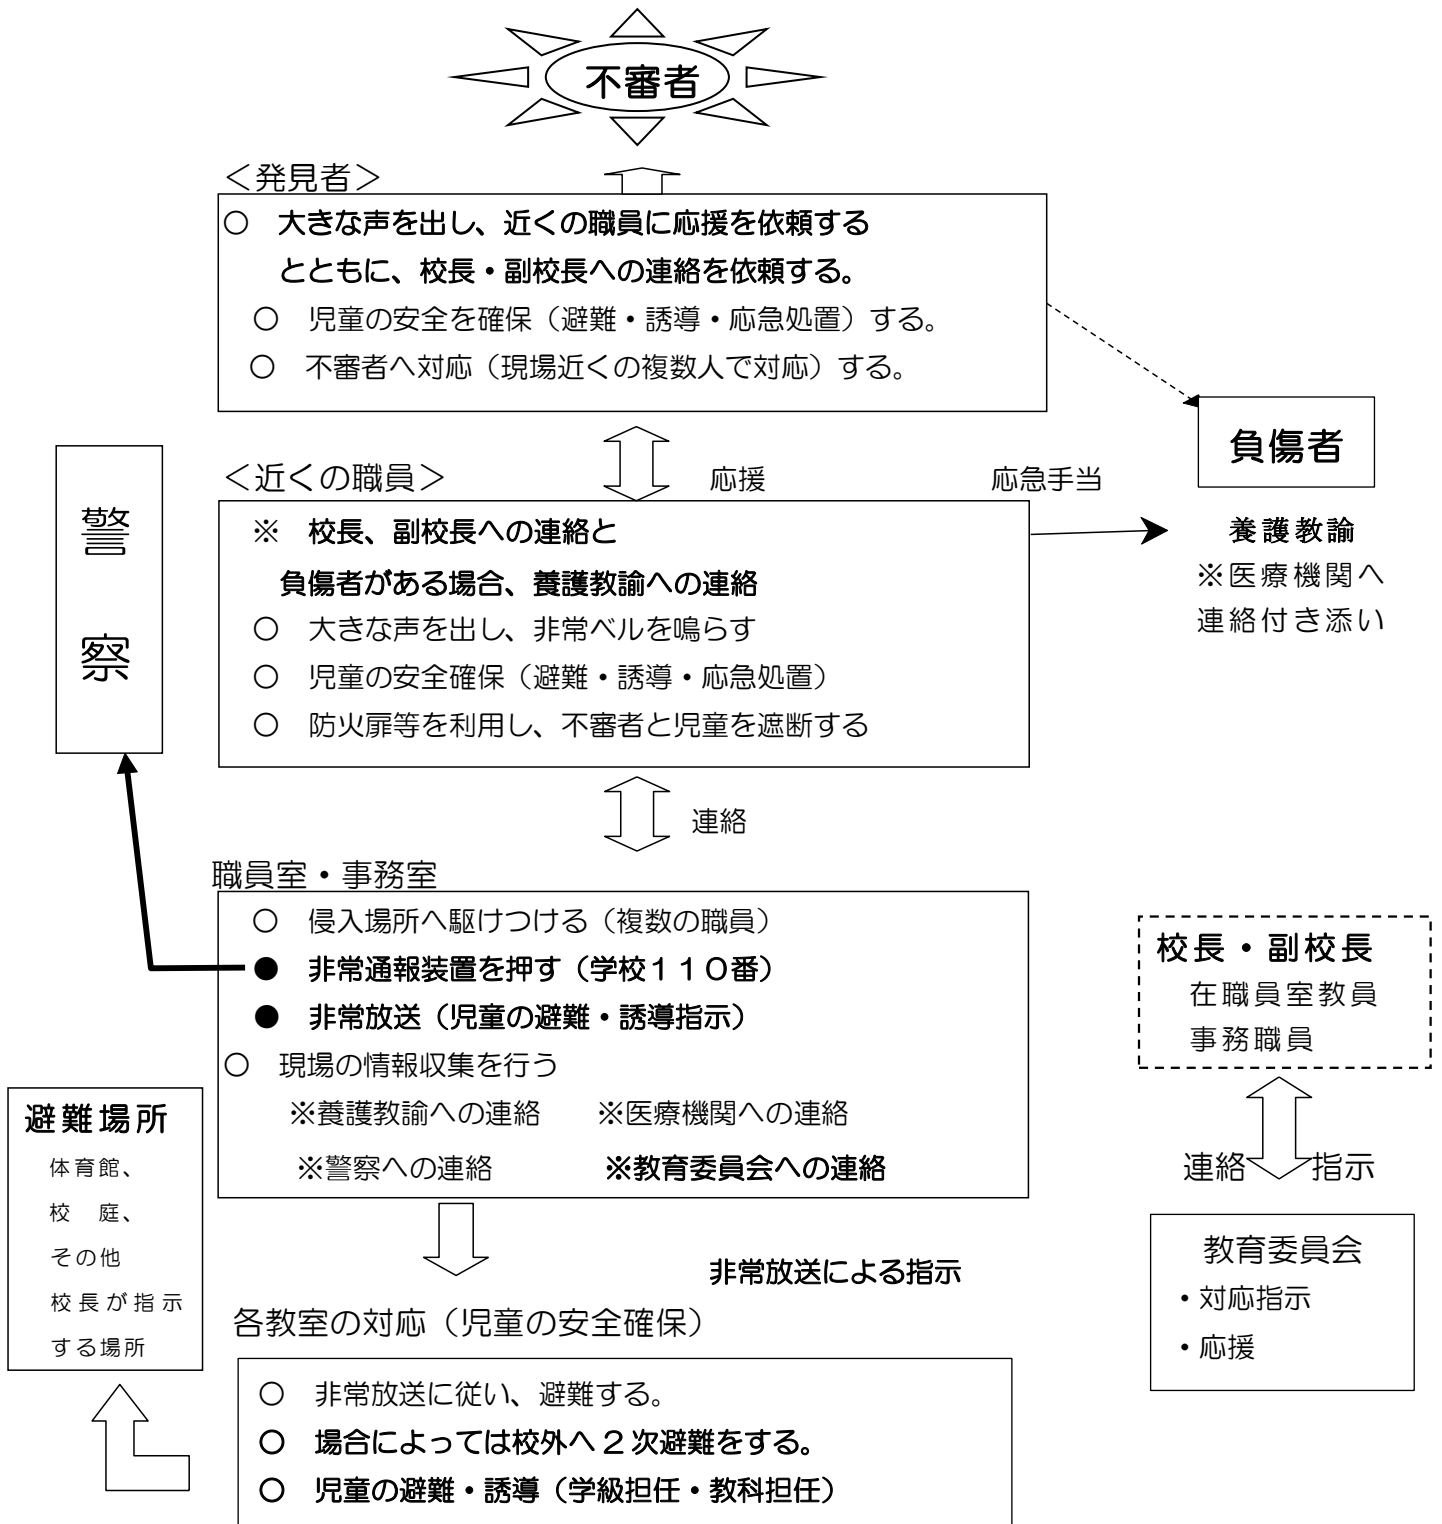 不審者
＜発見者＞
○　大きな声を出し、近くの職員に応援を依頼する
とともに、校長・副校長への連絡を依頼する。
○　児童の安全を確保（避難・誘導・応急処置）する。
○　不審者へ対応（現場近くの複数人で対応）する。
負傷者
警
察
＜近くの職員＞
応援
応急手当
※　校長、副校長への連絡と
負傷者がある場合、養護教諭への連絡
○　大きな声を出し、非常ベルを鳴らす
○　児童の安全確保（避難・誘導・応急処置）
○　防火扉等を利用し、不審者と児童を遮断する
養護教諭
※医療機関へ
連絡付き添い
連絡
職員室・事務室
○　侵入場所へ駆けつける（複数の職員）
●　非常通報装置を押す（学校１１０番）
●　非常放送（児童の避難・誘導指示）
○　現場の情報収集を行う
※養護教諭への連絡　　※医療機関への連絡
※警察への連絡　　※教育委員会への連絡
校長・副校長
在職員室教員
事務職員
連絡　指示
教育委員会
・対応指示
・応援
避難場所
体育館、
校　庭、
その他
校長が指示
する場所
非常放送による指示
各教室の対応（児童の安全確保）
○　非常放送に従い、避難する。
○　場合によっては校外へ２次避難をする。
○　児童の避難・誘導（学級担任・教科担任）